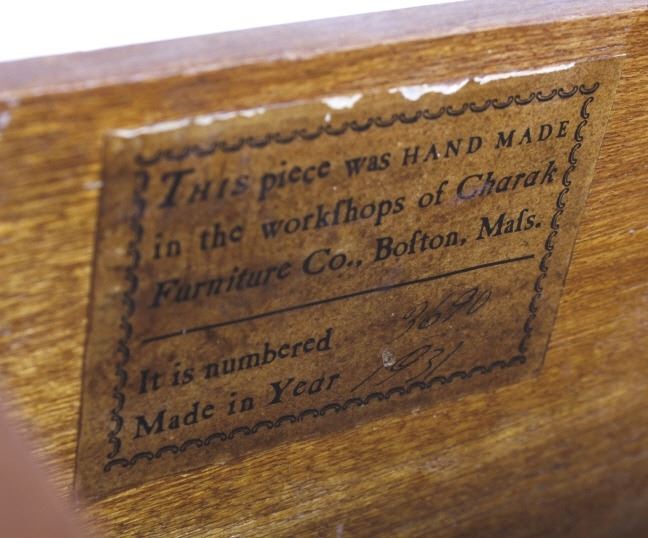 THIS piece was HAND MADE
in the workſhops of Charak
Furniture Co., Boſton, Maſs.
It is numbered 3690
Made in Year 1931